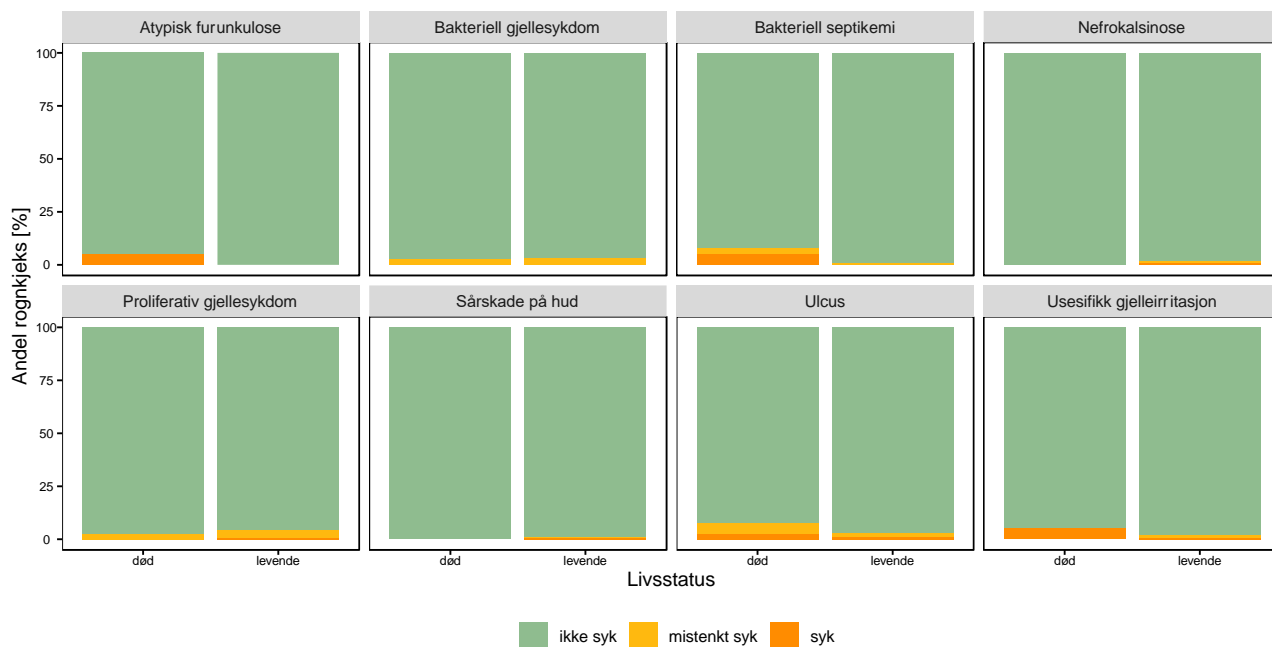 Atypisk furunkulose
Bakteriell gjellesykdom
Bakteriell septikemi
Nefrokalsinose
100
75
50
25
0
Proliferativ gjellesykdom
Sårskade på hud
Ulcus
Usesifikk gjelleirritasjon
100
75
50
25
0
Andel rognkjeks [%]
død
levende
død
levende
død
levende
død
levende
Livsstatus
ikke syk
mistenkt syk
syk